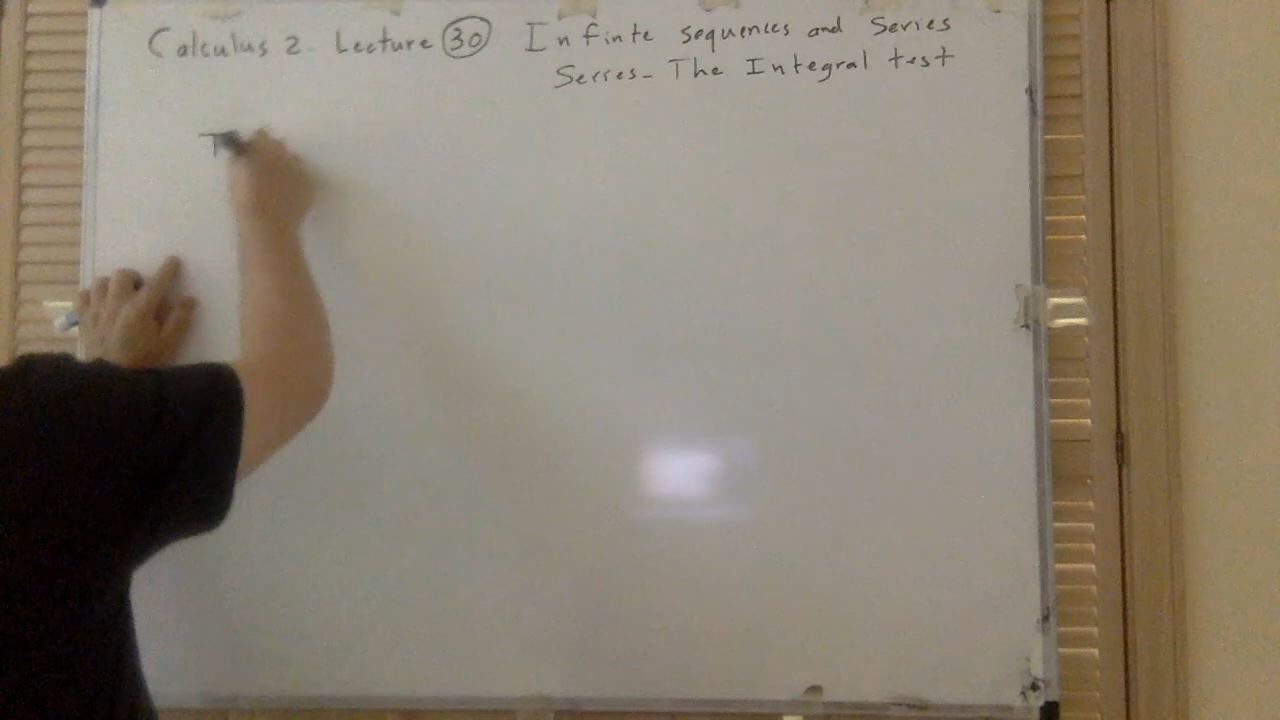 Calculus 2 - Lecture 30 Infinte sequences and Series
Series - The Integral test
T